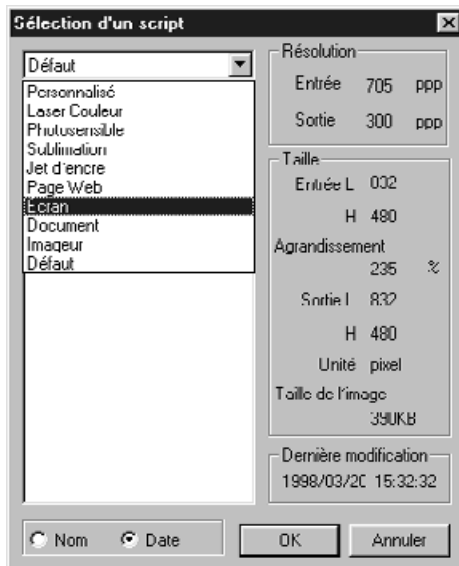 Sélection d'un script
Défaut
Personnalisé
Laser Couleur
Photosensible
Sublimation
Jet d'encre
Page Web
Ecran
Document
Imageur
Défaut
Résolution
Entrée 705 ppp
Sortie 300 ppp
Taille
Entrée L 832
H 480
Agrandissement
235 %
Sortie L 832
H 480
Unité pixel
Taille de l'image
390KB
Dernière modification
1998/03/20 15:32:32
Nom
Date
OK
Annuler